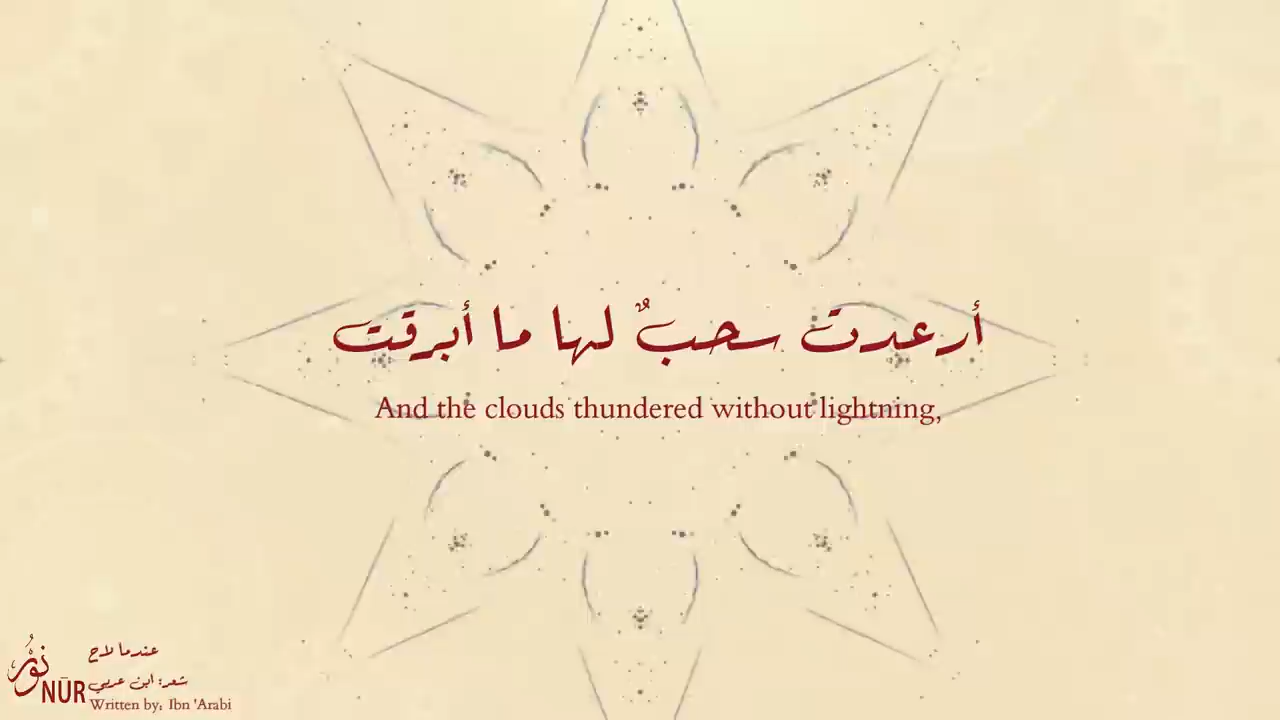 أرعدت سحبٌ لها ما أبرقت
And the clouds thundered without lightning,
عندما لاح
شعر: ابن عربي
Written by: Ibn 'Arabi
نُور
NŪR